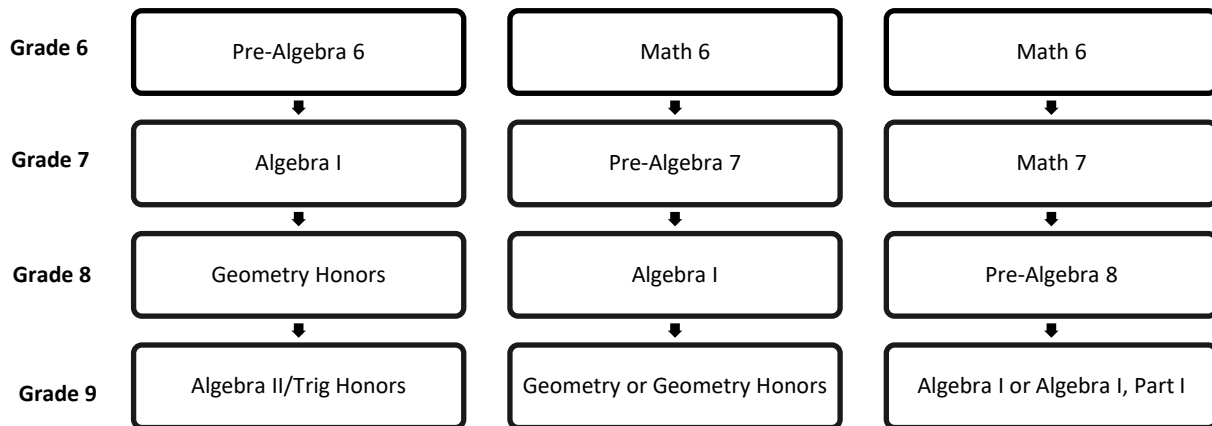 Grade 6
Pre-Algebra 6
Math 6
Math 6
Grade 7
Algebra I
Pre-Algebra 7
Math 7
Grade 8
Geometry Honors
Algebra I
Pre-Algebra 8
Grade 9
Algebra II/Trig Honors
Geometry or Geometry Honors
Algebra I or Algebra I, Part I